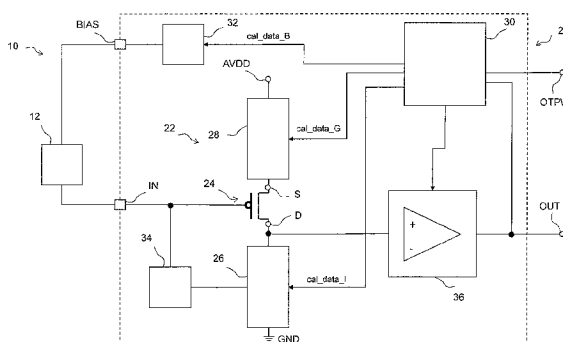 BIAS
32
cal_data_B
30
2
10
AVDD
OTPV
cal_data_G
22
28
12
S
IN
24
D
OUT
34
26
cal_data_I
+
-
36
GND